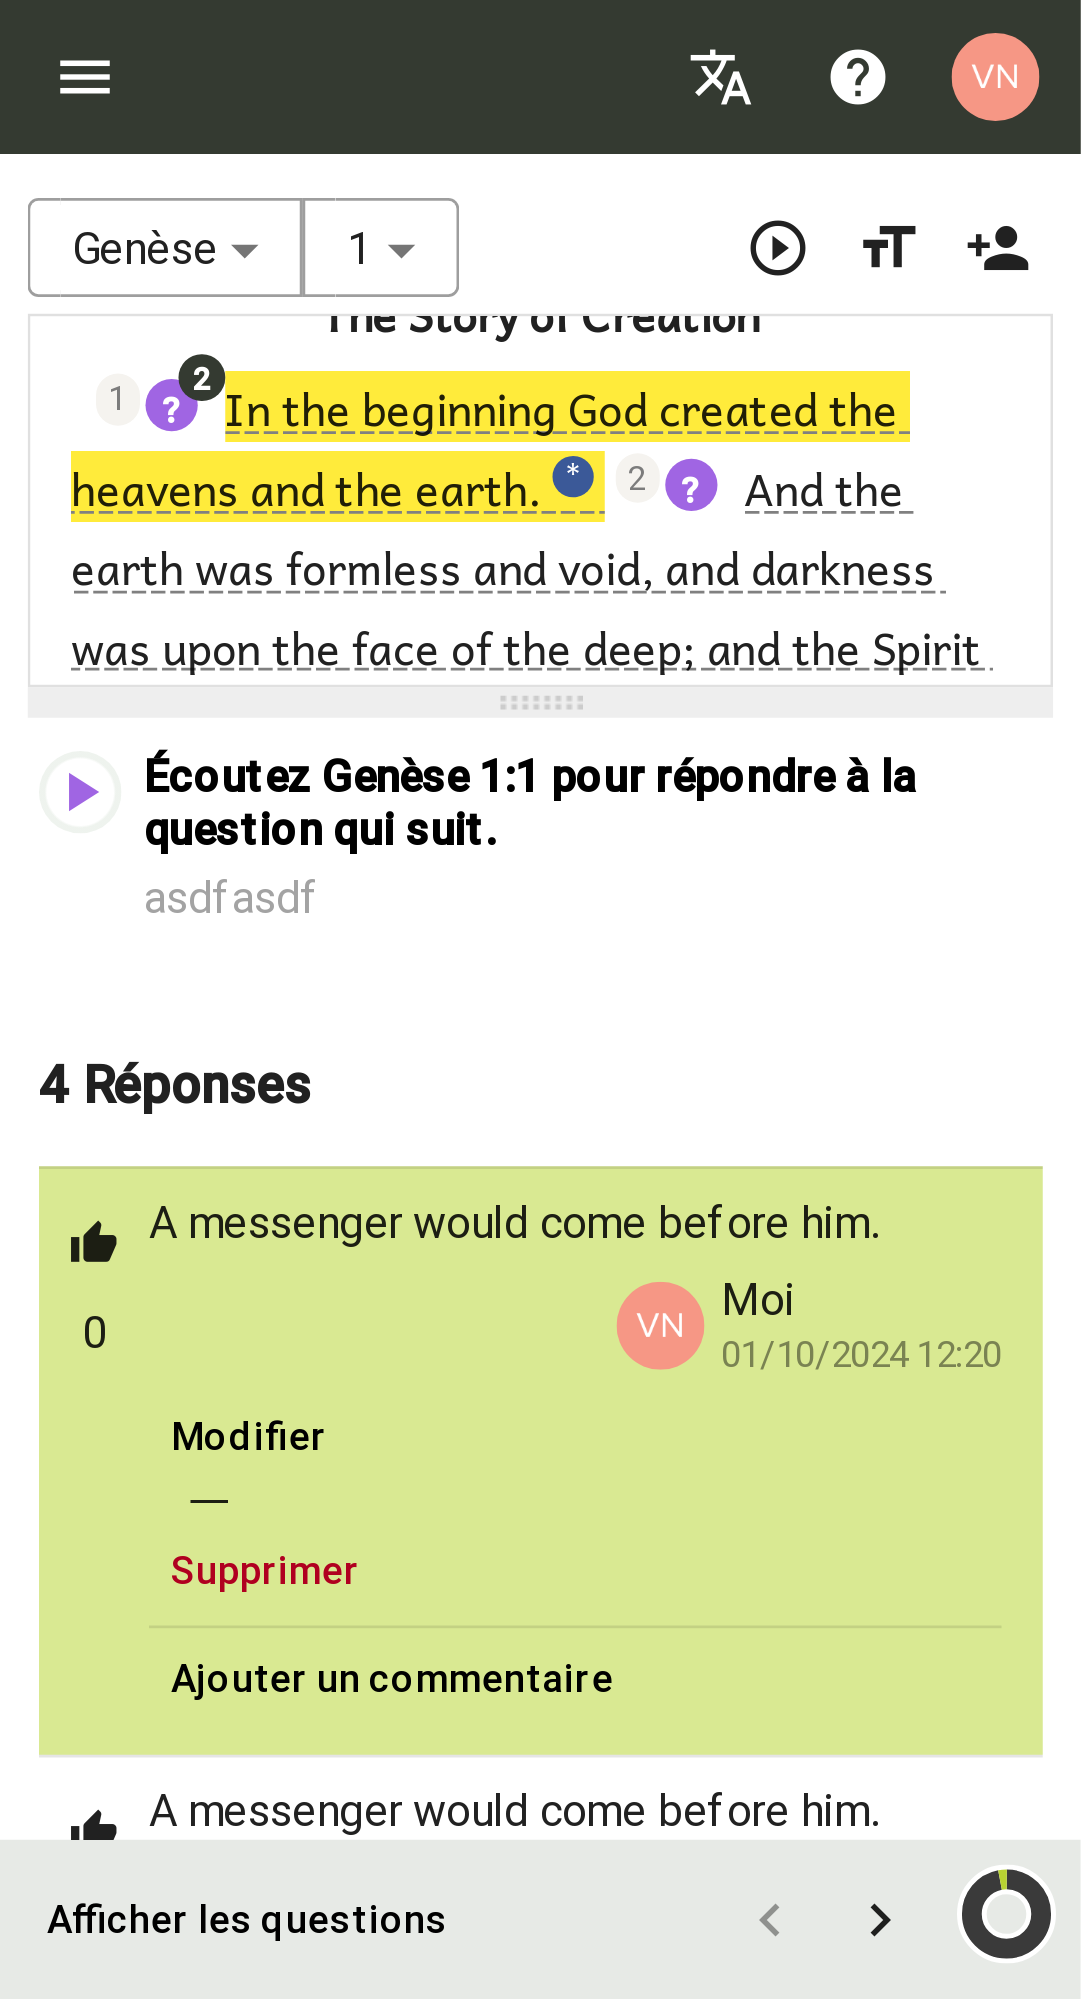 VN
Genèse 1
The Story of Creation
1 ? 2 In the beginning God created the
heavens and the earth. * 2 ? And the
earth was formless and void, and darkness
was upon the face of the deep; and the Spirit
Écoutez Genèse 1:1 pour répondre à la
question qui suit.
asdfasdf
4 Réponses
A messenger would come before him.
0
VN Moi
01/10/2024 12:20
Modifier
—
Supprimer
Ajouter un commentaire
A messenger would come before him.
Afficher les questions